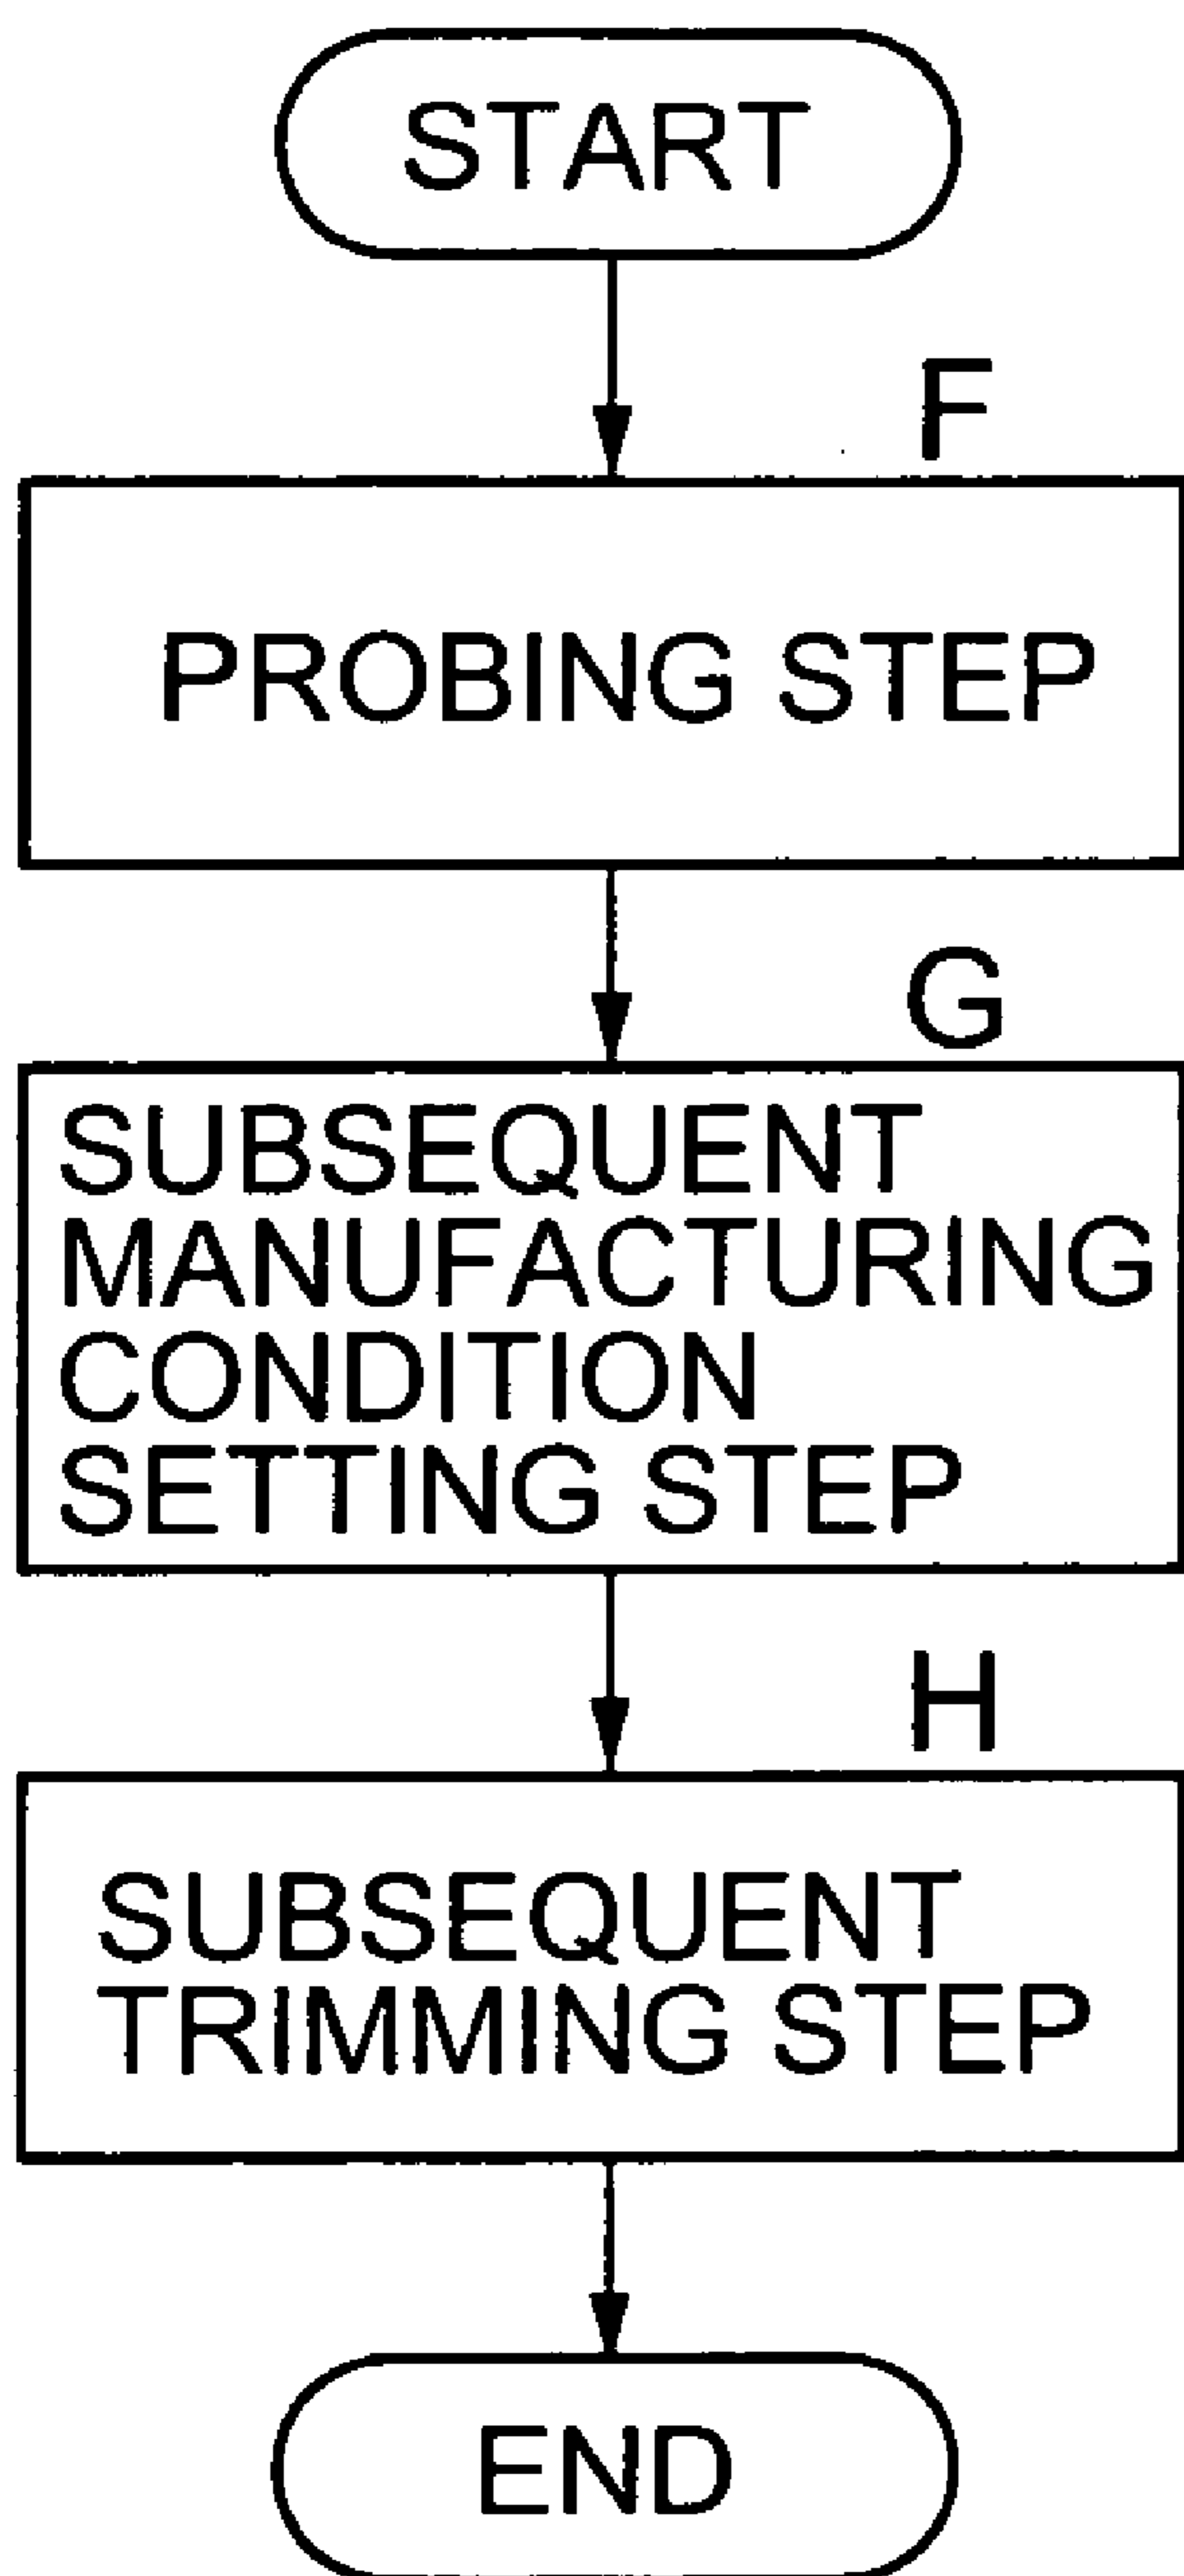 START
F
PROBING STEP
G
SUBSEQUENT
MANUFACTURING
CONDITION
SETTING STEP
H
SUBSEQUENT
TRIMMING STEP
END